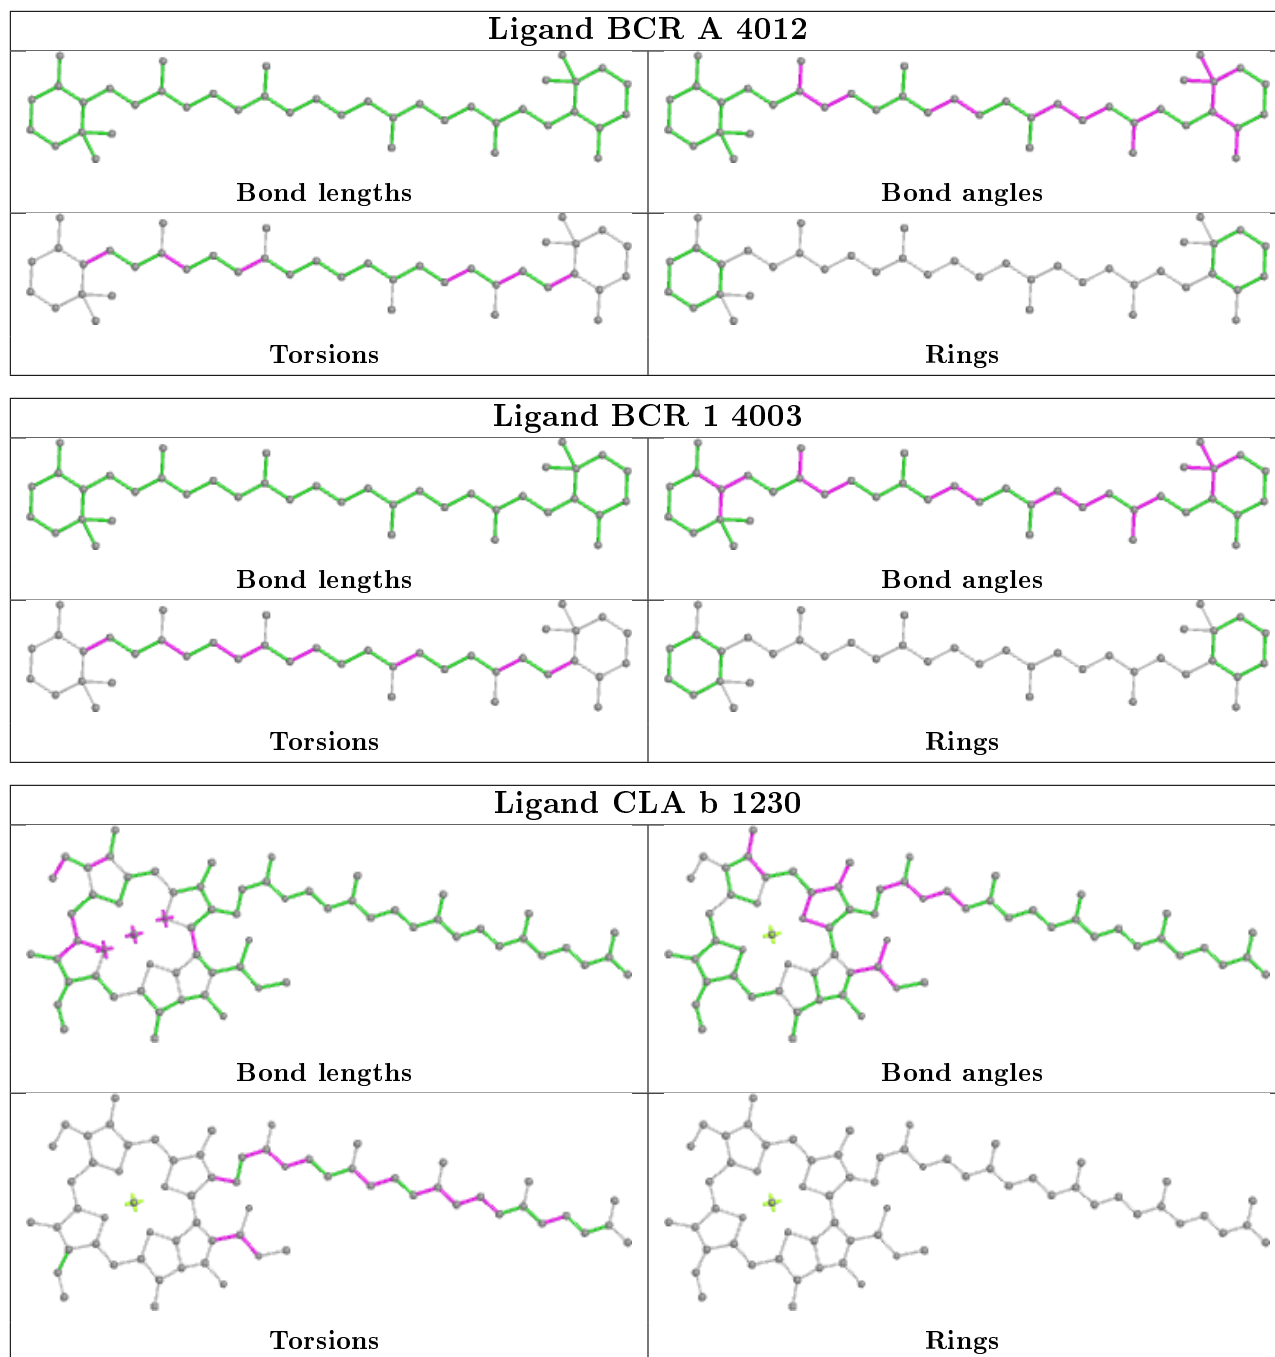 Ligand BCR A 4012
Bond lengths
Bond angles
Torsions
Rings
Ligand BCR 1 4003
Bond lengths
Bond angles
Torsions
Rings
Ligand CLA b 1230
Bond lengths
Bond angles
Torsions
Rings